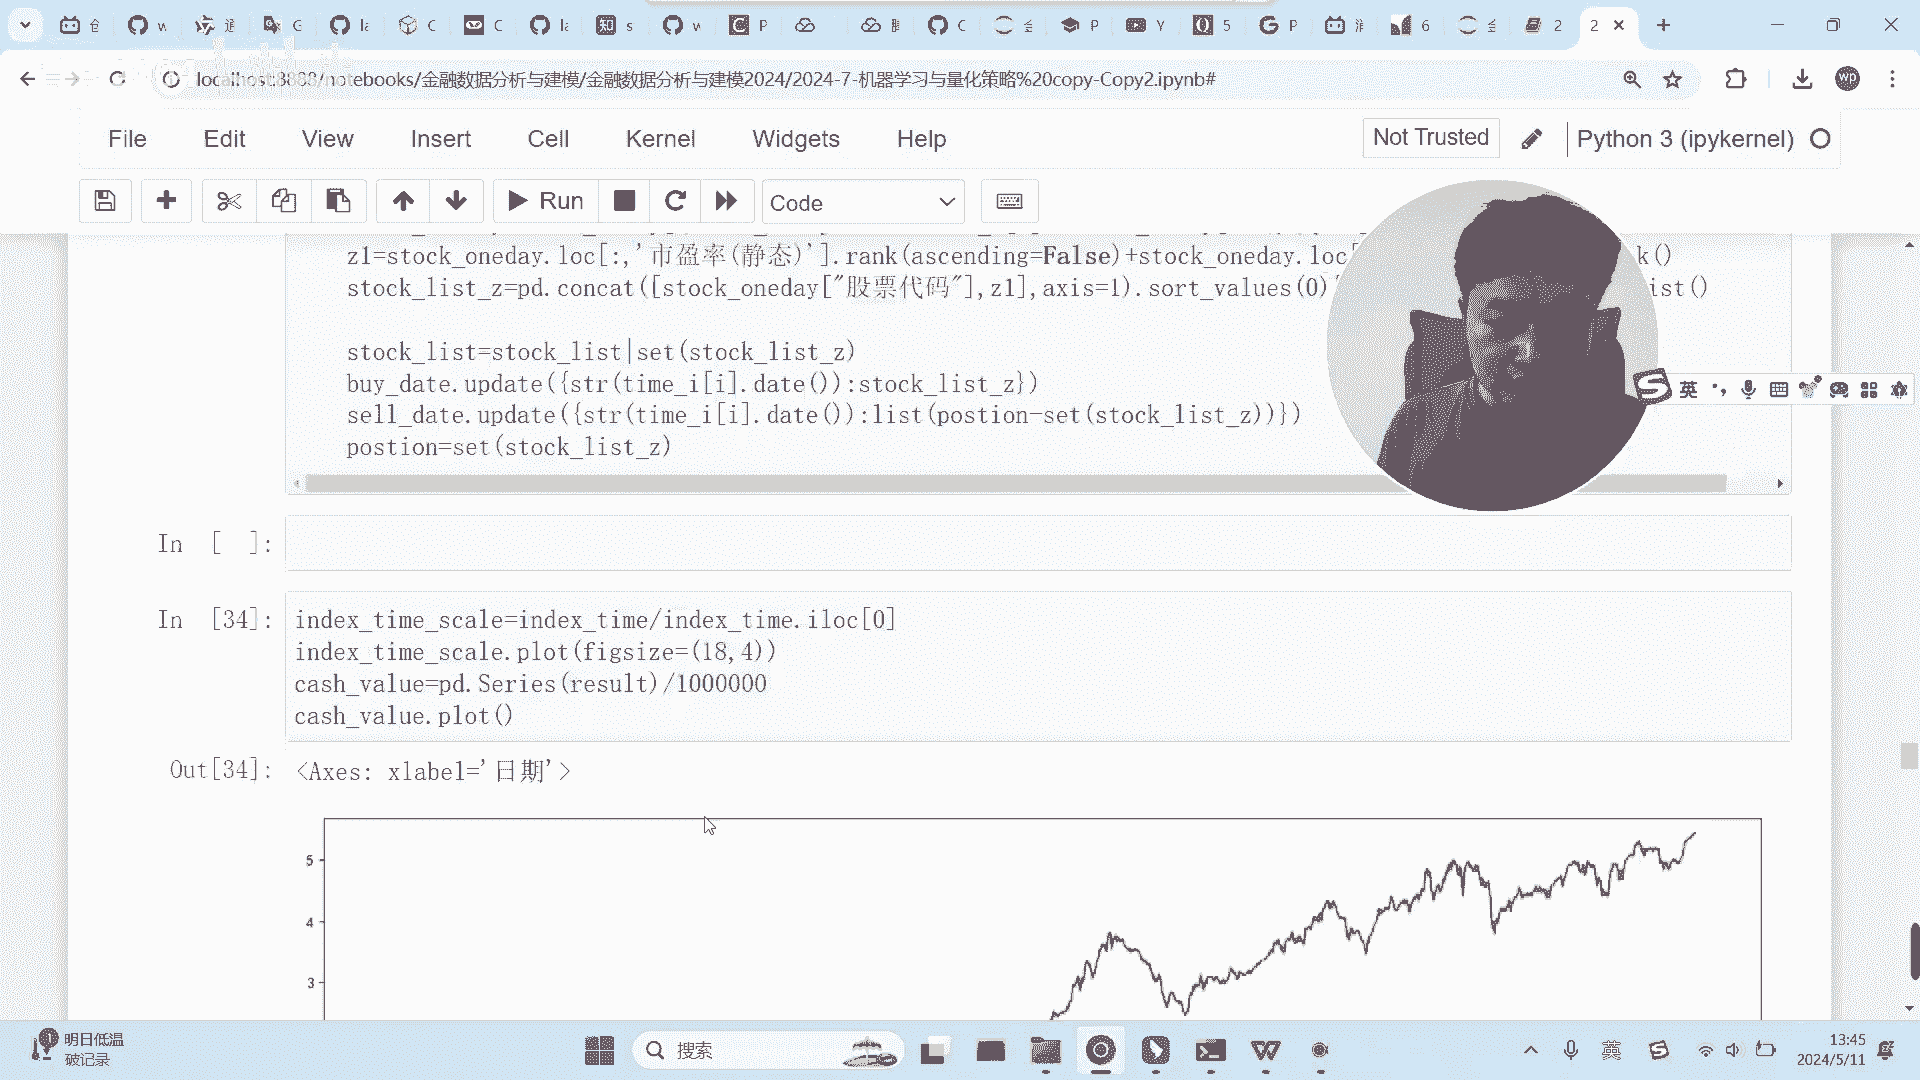 localhost:8888/notebooks/金融数据分析与建模/金融数据分析与建模2024/2024-7-机器学习与量化策略%20copy-Copy2.ipynb#
File Edit View Insert Cell Kernel Widgets Help
Not Trusted
Python 3 (ipykernel)
Run
Code
z1=stock_oneday.loc[:,'市盈率(静态)'].rank(ascending=False)+stock_oneday.loc[
k()
stock_list_z=pd.concat([stock_oneday["股票代码"],z1],axis=1).sort_values(0)
ist()
stock_list=stock_list|set(stock_list_z)
buy_date.update({str(time_i[i].date()):stock_list_z})
sell_date.update({str(time_i[i].date()):list(postion-set(stock_list_z))})
postion=set(stock_list_z)
英
In [ ]:
In [34]:
index_time_scale=index_time/index_time.iloc[0]
index_time_scale.plot(figsize=(18,4))
cash_value=pd.Series(result)/1000000
cash_value.plot()
Out[34]: <Axes: xlabel='日期'>
5
4
3
明日低温
破记录
搜索
英
13:45
2024/5/11